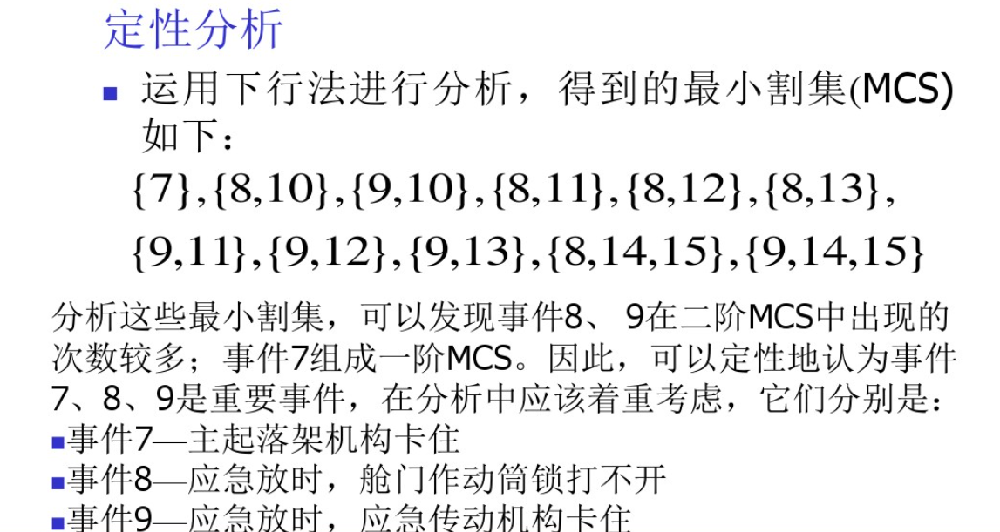 定性分析
■ 运用下行法进行分析，得到的最小割集(MCS)
如下：
{7},{8,10},{9,10},{8,11},{8,12},{8,13},
{9,11},{9,12},{9,13},{8,14,15},{9,14,15}
分析这些最小割集，可以发现事件8、 9在二阶MCS中出现的
次数较多；事件7组成一阶MCS。因此，可以定性地认为事件
7、8、9是重要事件，在分析中应该着重考虑，它们分别是：
■事件7—主起落架机构卡住
■事件8—应急放时，舱门作动筒锁打不开
■事件9—应急放时，应急传动机构卡住